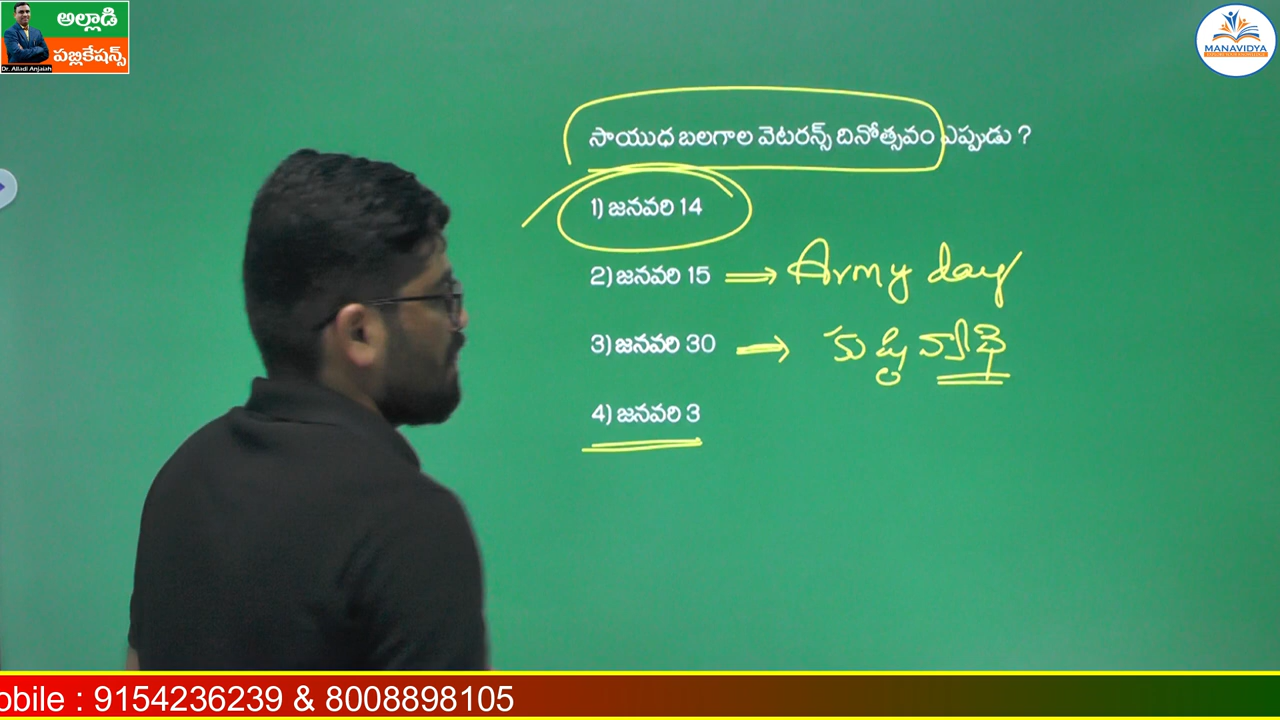 అల్లాడి
పబ్లికేషన్స్
Dr. Alladi Anjaiah
MANAVIDYA
సాయుధ బలగాల వెటరన్స్ దినోత్సవం ఎప్పుడు ?
1) జనవరి 14
2) జనవరి 15 ⟹ Army day
3) జనవరి 30 → కుష్టు వ్యాధి
4) జనవరి 3
obile : 9154236239 & 8008898105